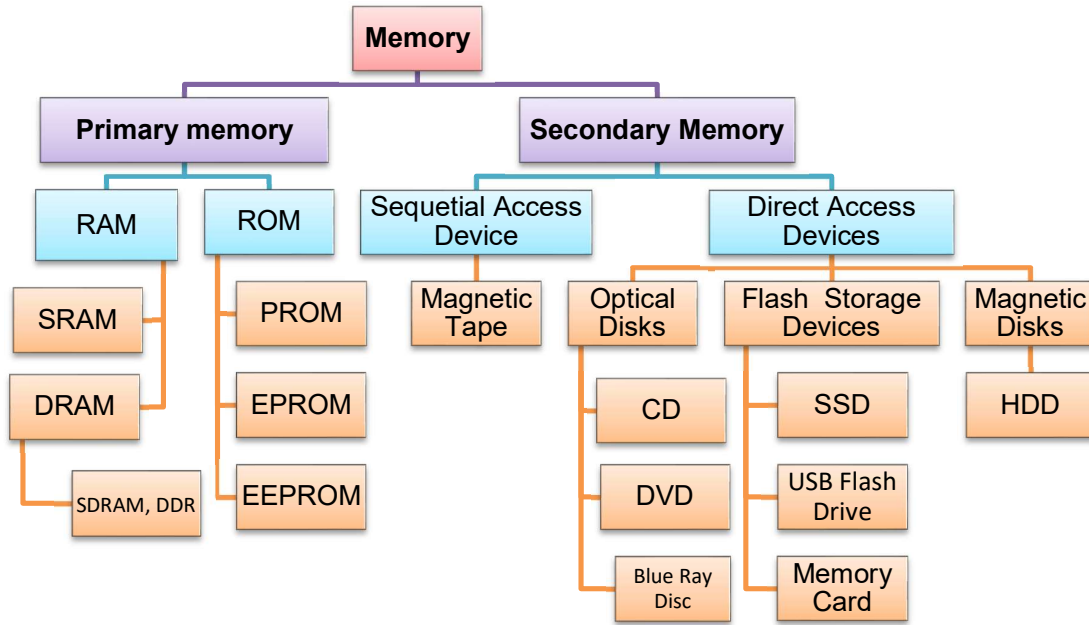 Memory
Primary memory
Secondary Memory
RAM
ROM
Sequetial Access
Device
Direct Access
Devices
SRAM
PROM
Magnetic
Tape
Optical
Disks
Flash Storage
Devices
Magnetic
Disks
DRAM
EPROM
CD
SSD
HDD
SDRAM, DDR
EEPROM
DVD
USB Flash
Drive
Blue Ray
Disc
Memory
Card